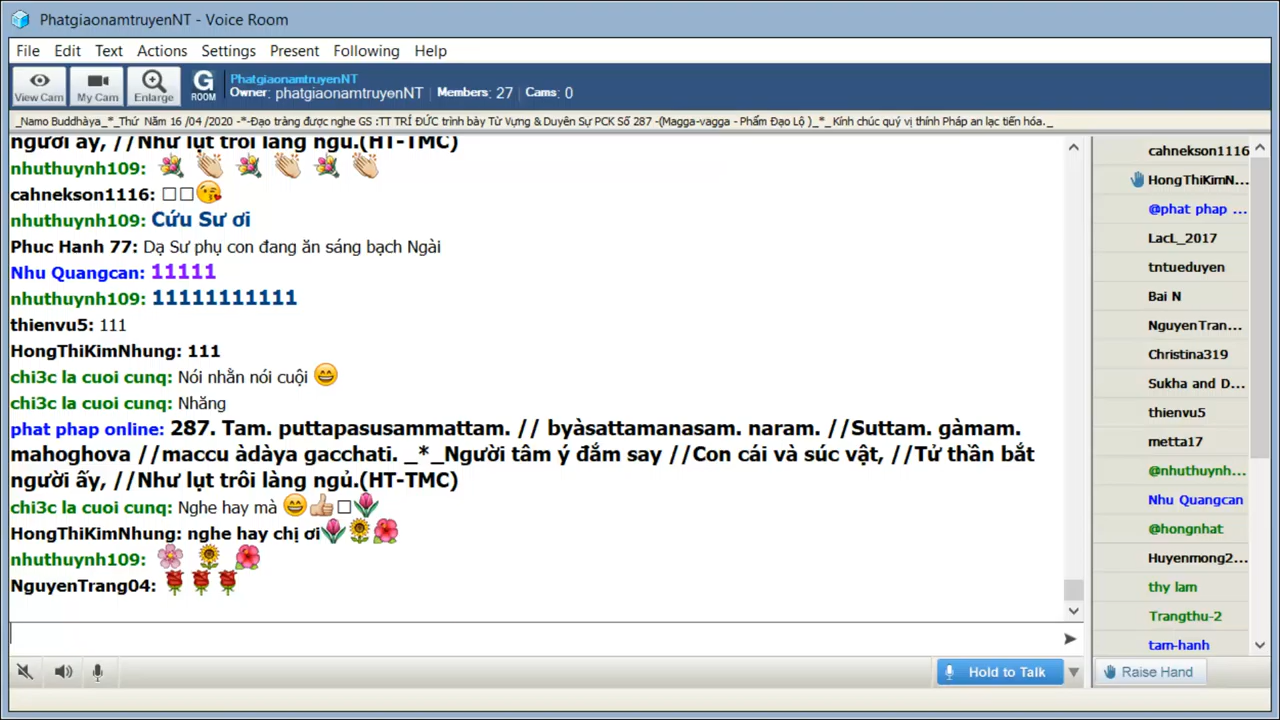 PhatgiaonamtruyenNT - Voice Room
File Edit Text Actions Settings Present Following Help
View Cam My Cam Enlarge G ROOM PhatgiaonamtruyenNT
Owner: phatgiaonamtruyenNT Members: 27 Cams: 0
_Namo Buddhàya_*_Thứ Năm 16 /04 /2020 -*-Đạo tràng được nghe GS :TT TRÍ ĐỨC trình bày Từ Vựng & Duyên Sự PCK Số 287 -(Magga-vagga - Phẩm Đạo Lộ )_*_ Kính chúc quý vị thính Pháp an lạc tiến hóa._
người ấy, //Như lụt trôi làng ngủ.(HT-TMC)
nhuthuynh109: 💐 👏 💐 👏 💐 👏
cahnekson1116: □□😘
nhuthuynh109: Cứu Sư ơi
Phuc Hanh 77: Dạ Sư phụ con đang ăn sáng bạch Ngài
Nhu Quangcan: 11111
nhuthuynh109: 11111111111
thienvu5: 111
HongThiKimNhung: 111
chi3c la cuoi cunq: Nói nhằn nói cuội 😄
chi3c la cuoi cunq: Nhăng
phat phap online: 287. Tam. puttapasusammattam. // byàsattamanasam. naram. //Suttam. gàmam.
mahoghova //maccu àdàya gacchati. _*_Người tâm ý đắm say //Con cái và súc vật, //Tử thần bắt
người ấy, //Như lụt trôi làng ngủ.(HT-TMC)
chi3c la cuoi cunq: Nghe hay mà 😄👍□🌷
HongThiKimNhung: nghe hay chị ơi🌷🌻🌺
nhuthuynh109: 🌸 🌻 🌺
NguyenTrang04: 🌹🌹🌹
cahnekson1116
HongThiKimN...
@phat phap ...
LacL_2017
tntueduyen
Bai N
NguyenTran...
Christina319
Sukha and D...
thienvu5
metta17
@nhuthuynh...
Nhu Quangcan
@hongnhat
Huyenmong2...
thy lam
Trangthu-2
tam-hanh
Hold to Talk
Raise Hand